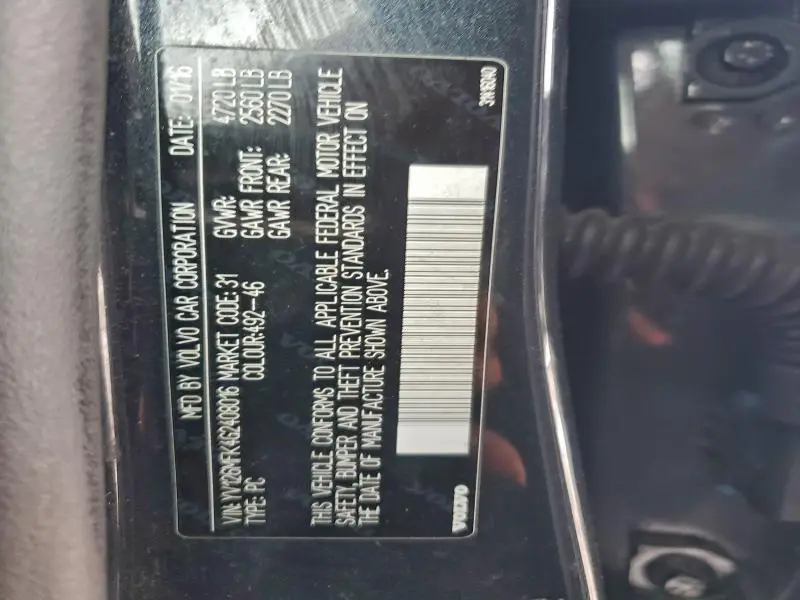 MFD BY VOLVO CAR CORPORATION DATE: 01/16
VIN: YV126MFK4G2408016 MARKET CODE: 31 GVWR: 4720 LB
TYPE: PC COLOUR:492-46 GAWR FRONT: 2560 LB
GAWR REAR: 2270 LB
THIS VEHICLE CONFORMS TO ALL APPLICABLE FEDERAL MOTOR VEHICLE
SAFETY, BUMPER AND THEFT PREVENTION STANDARDS IN EFFECT ON
THE DATE OF MANUFACTURE SHOWN ABOVE.
VOLVO